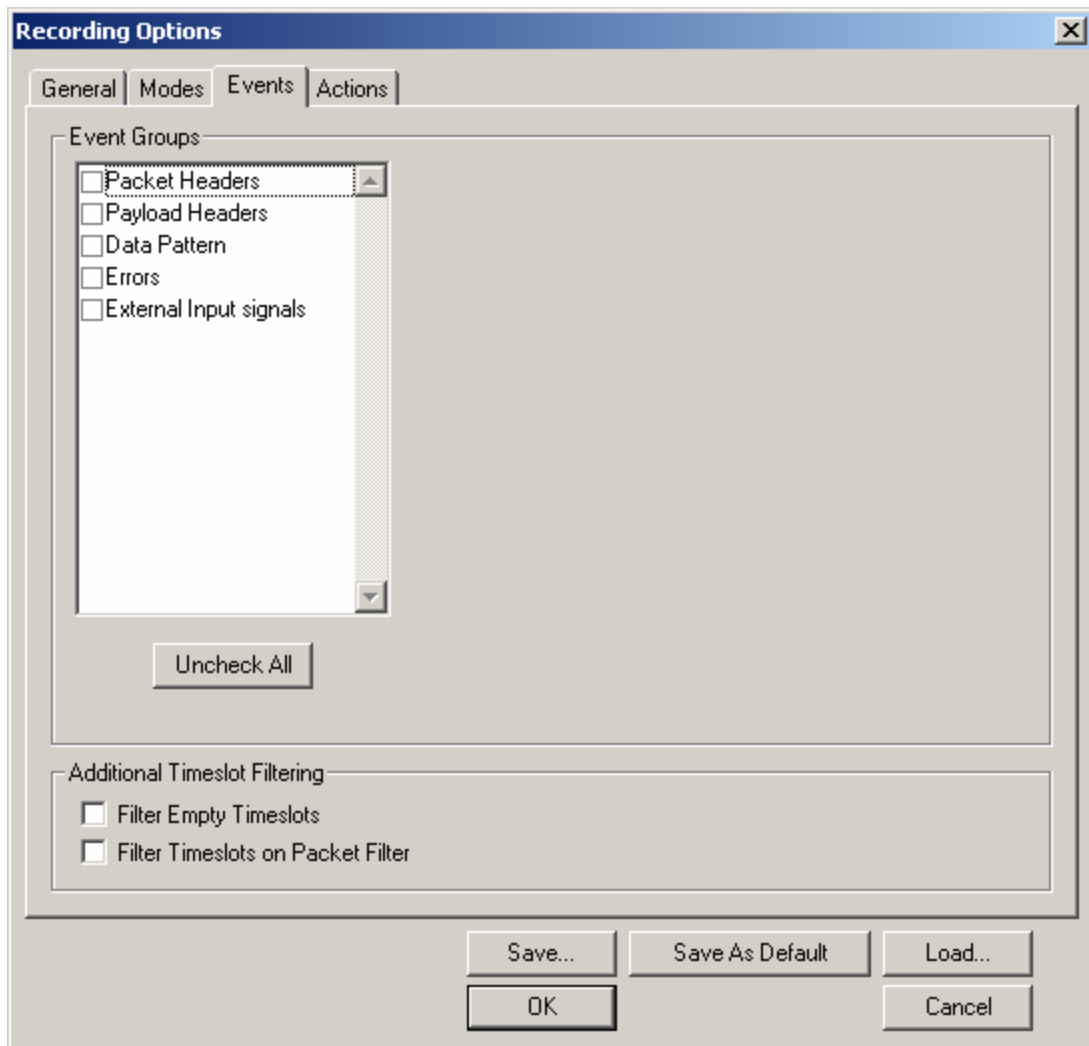 Recording Options
General Modes Events Actions
Event Groups
Packet Headers
Payload Headers
Data Pattern
Errors
External Input signals
Uncheck All
Additional Timeslot Filtering
Filter Empty Timeslots
Filter Timeslots on Packet Filter
Save... Save As Default Load...
OK Cancel